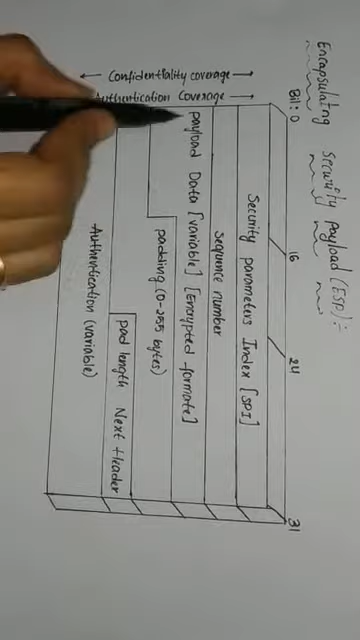 Encapsulating Security Payload (ESP):-
Bit: 0 16 24 31
Security parameters Index [SPI]
Sequence number
Payload Data [variable] [Encrypted formate]
padding (0-255 bytes)
pad length Next Header
Authentication (variable)
Authentication Coverage
Confidentiality coverage